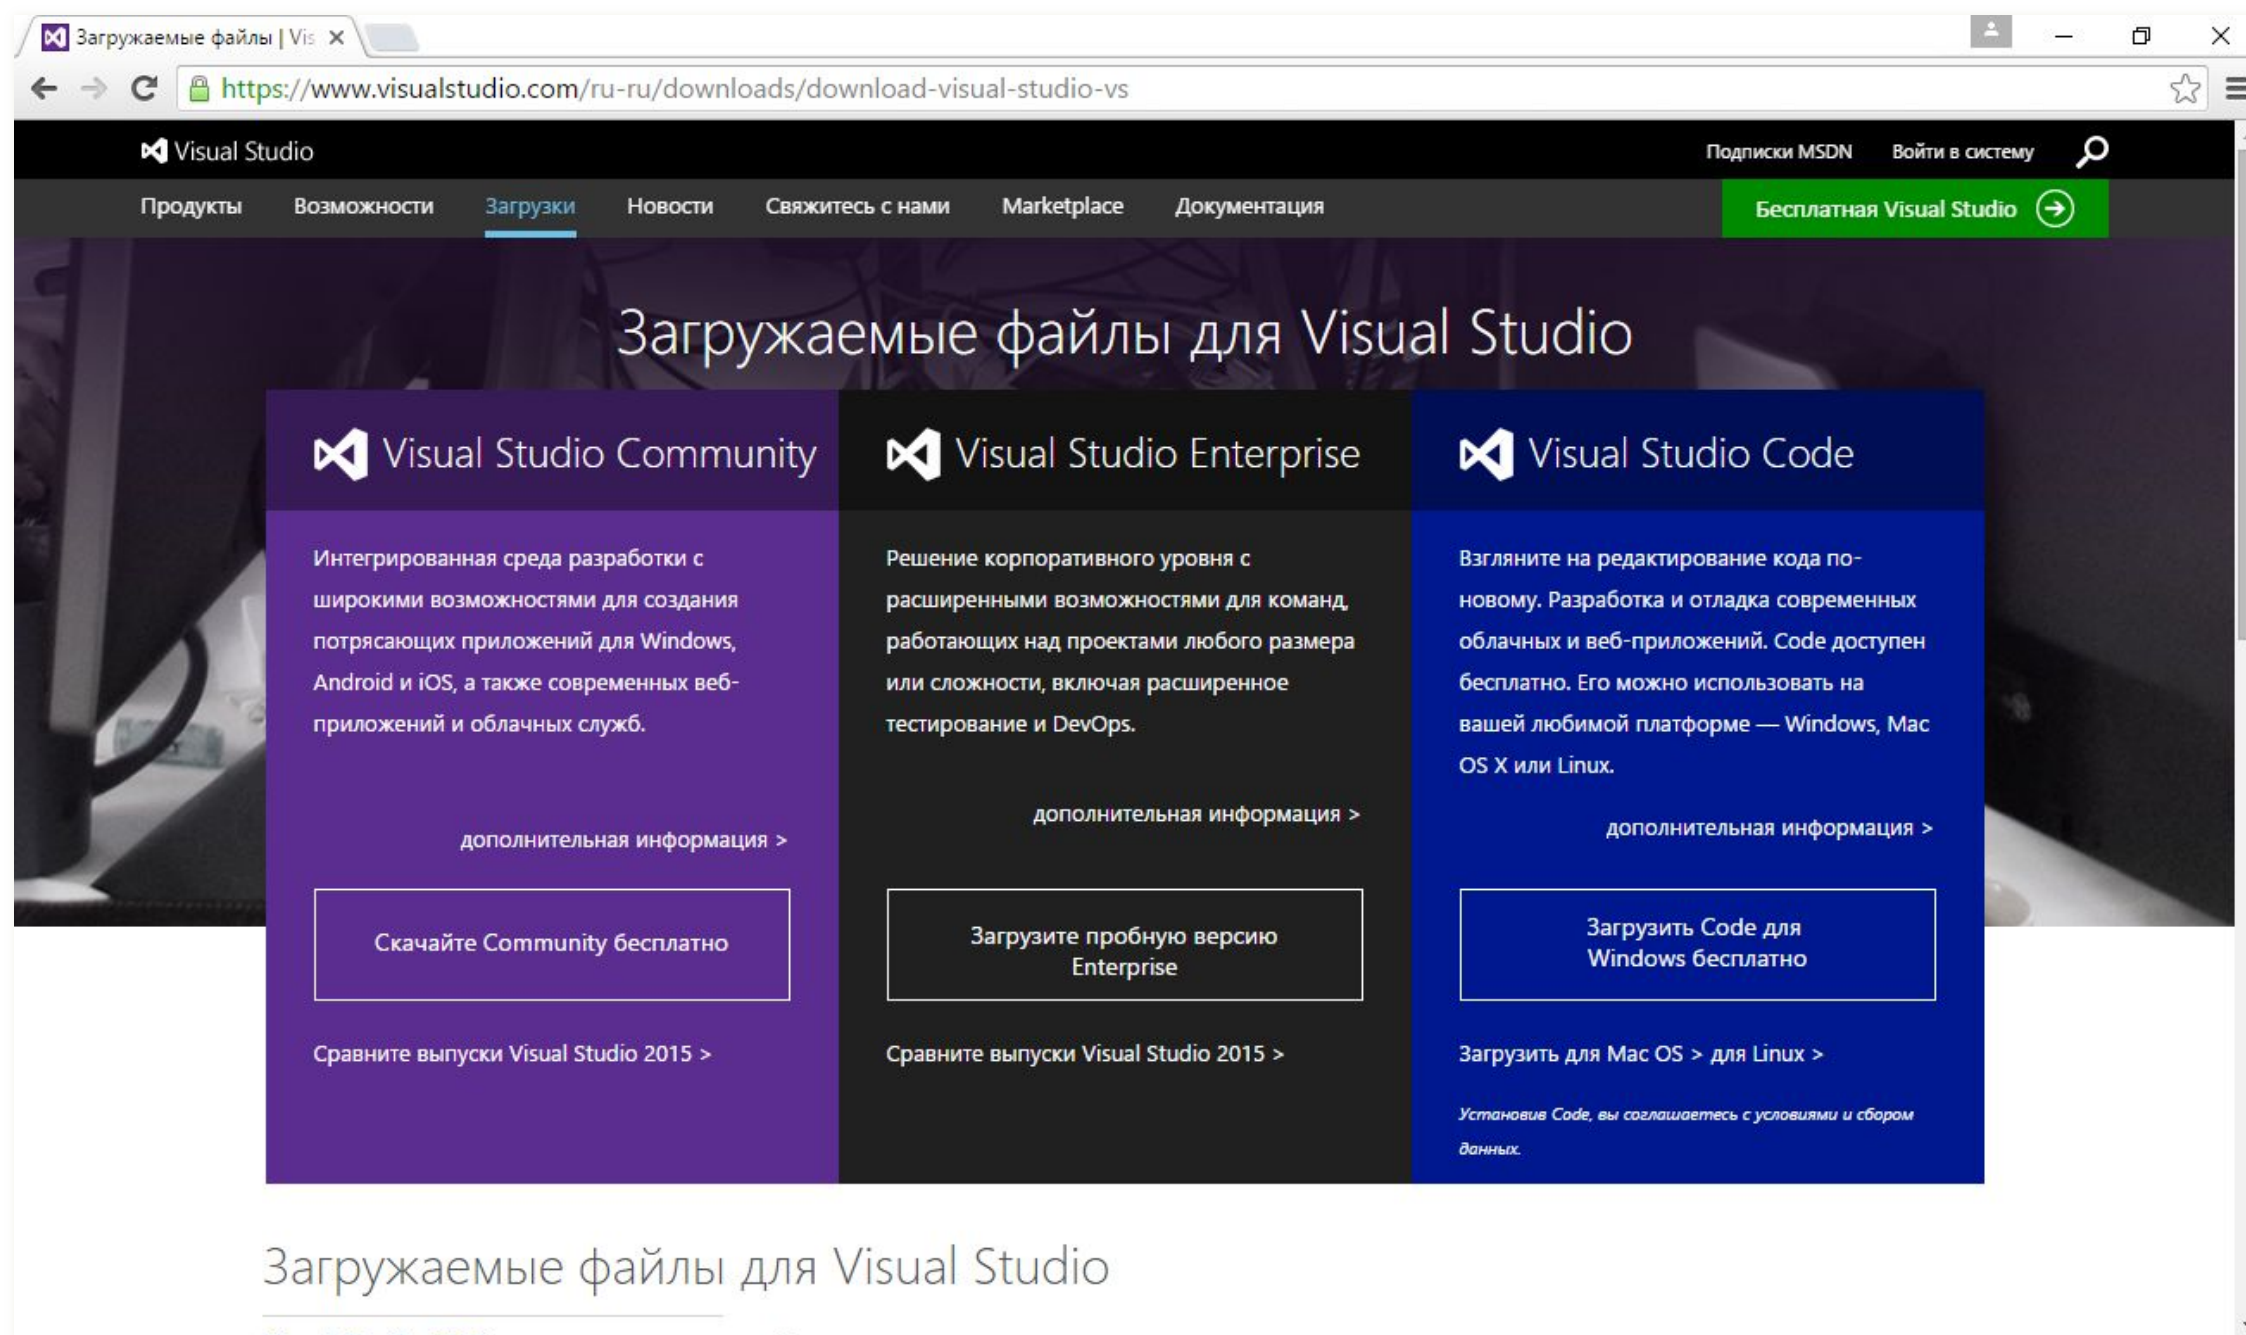 Загружаемые файлы | Vis
https://www.visualstudio.com/ru-ru/downloads/download-visual-studio-vs
Visual Studio
Подписки MSDN
Войти в систему
Продукты
Возможности
Загрузки
Новости
Свяжитесь с нами
Marketplace
Документация
Бесплатная Visual Studio
Загружаемые файлы для Visual Studio
Visual Studio Community
Интегрированная среда разработки с
широкими возможностями для создания
потрясающих приложений для Windows,
Android и iOS, а также современных веб-
приложений и облачных служб.
дополнительная информация >
Скачайте Community бесплатно
Сравните выпуски Visual Studio 2015 >
Visual Studio Enterprise
Решение корпоративного уровня с
расширенными возможностями для команд,
работающих над проектами любого размера
или сложности, включая расширенное
тестирование и DevOps.
дополнительная информация >
Загрузите пробную версию
Enterprise
Сравните выпуски Visual Studio 2015 >
Visual Studio Code
Взгляните на редактирование кода по-
новому. Разработка и отладка современных
облачных и веб-приложений. Code доступен
бесплатно. Его можно использовать на
вашей любимой платформе — Windows, Mac
OS X или Linux.
дополнительная информация >
Загрузить Code для
Windows бесплатно
Загрузить для Mac OS > для Linux >
Установив Code, вы соглашаетесь с условиями и сбором
данных.
Загружаемые файлы для Visual Studio